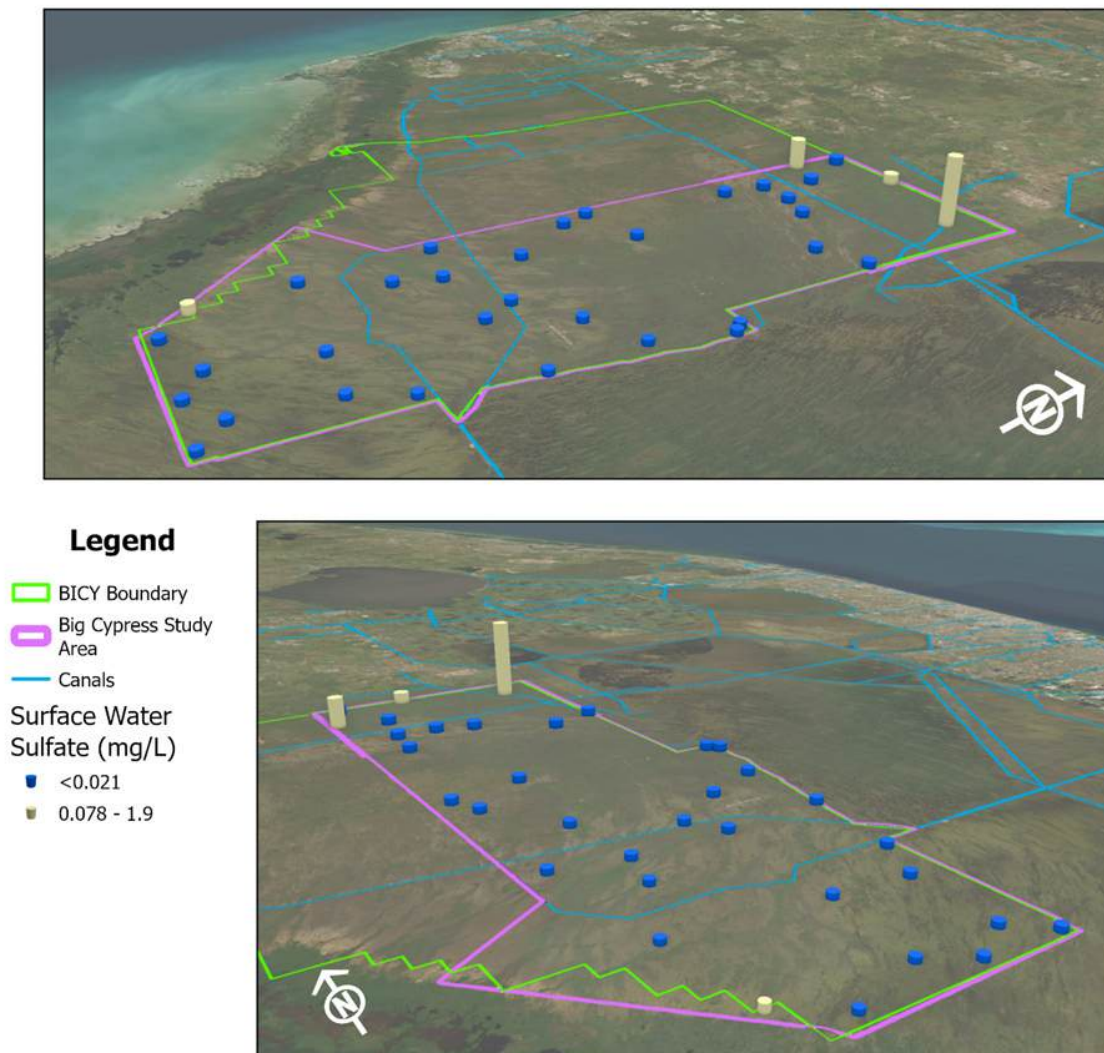 N
Legend
BICY Boundary
Big Cypress Study
Area
Canals
Surface Water
Sulfate (mg/L)
<0.021
0.078 - 1.9
N